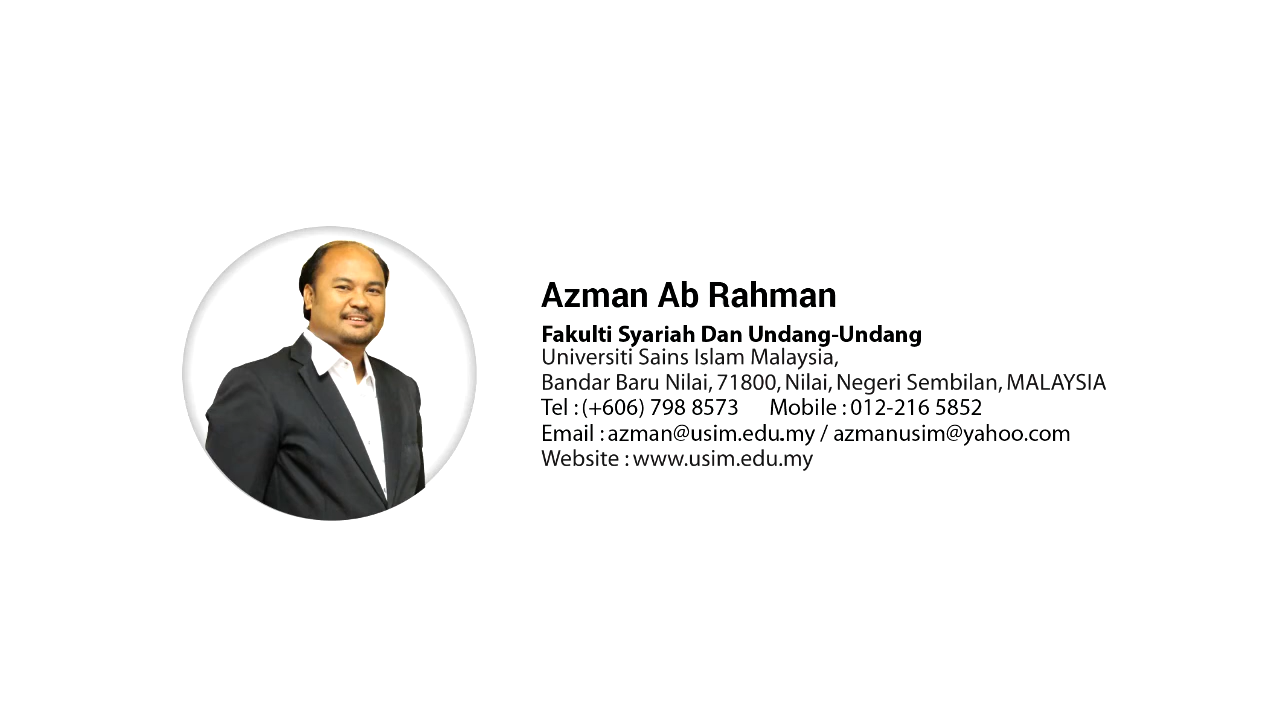 Azman Ab Rahman
Fakulti Syariah Dan Undang-Undang
Universiti Sains Islam Malaysia,
Bandar Baru Nilai, 71800, Nilai, Negeri Sembilan, MALAYSIA
Tel : (+606) 798 8573 Mobile : 012-216 5852
Email : azman@usim.edu.my / azmanusim@yahoo.com
Website : www.usim.edu.my